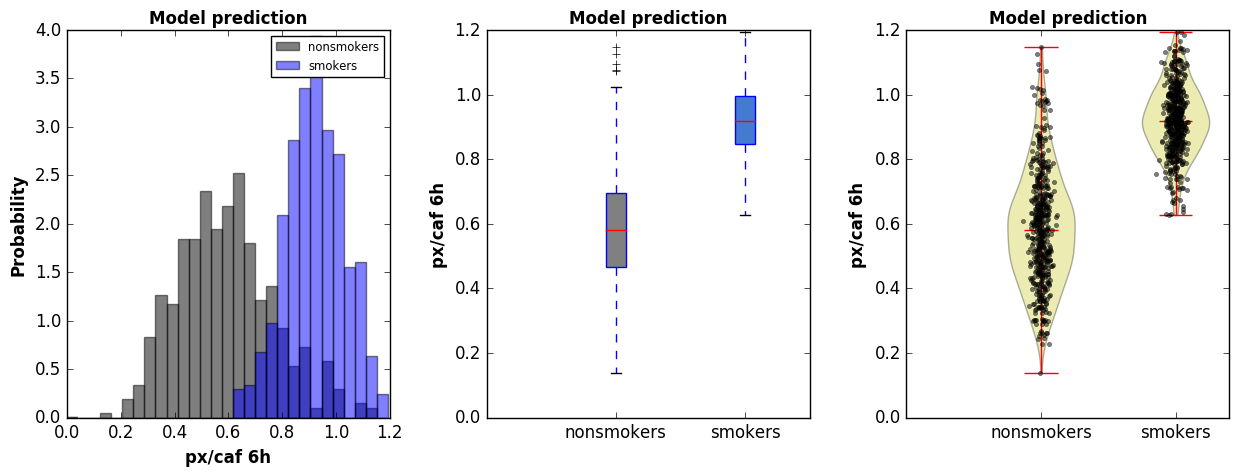 Model prediction
Probability
4.0
3.5
3.0
2.5
2.0
1.5
1.0
0.5
0.0
nonsmokers
smokers
0.0 0.2 0.4 0.6 0.8 1.0 1.2
px/caf 6h
Model prediction
px/caf 6h
1.2
1.0
0.8
0.6
0.4
0.2
0.0
nonsmokers smokers
Model prediction
px/caf 6h
1.2
1.0
0.8
0.6
0.4
0.2
0.0
nonsmokers smokers